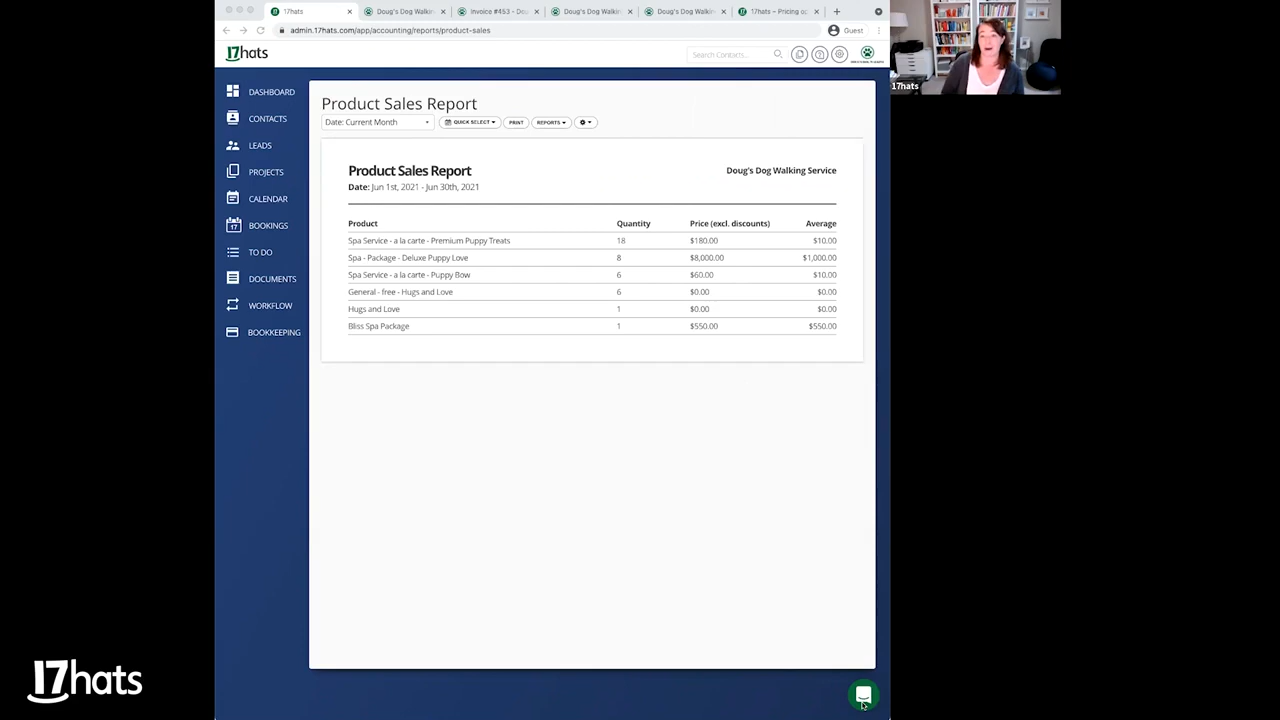 17hats
Doug's Dog Walkin
Invoice #453 - Dou
Doug's Dog Walkin
Doug's Dog Walkin
17hats – Pricing op
admin.17hats.com/app/accounting/reports/product-sales
Guest
17hats
Search Contacts...
17hats
DASHBOARD
CONTACTS
LEADS
PROJECTS
CALENDAR
17
BOOKINGS
TO DO
DOCUMENTS
WORKFLOW
BOOKKEEPING
Product Sales Report
Date: Current Month
QUICK SELECT
PRINT
REPORTS
Product Sales Report
Doug's Dog Walking Service
Date: Jun 1st, 2021 - Jun 30th, 2021
Product Quantity Price (excl. discounts) Average
Spa Service - a la carte - Premium Puppy Treats 18 $180.00 $10.00
Spa - Package - Deluxe Puppy Love 8 $8,000.00 $1,000.00
Spa Service - a la carte - Puppy Bow 6 $60.00 $10.00
General - free - Hugs and Love 6 $0.00 $0.00
Hugs and Love 1 $0.00 $0.00
Bliss Spa Package 1 $550.00 $550.00
17hats